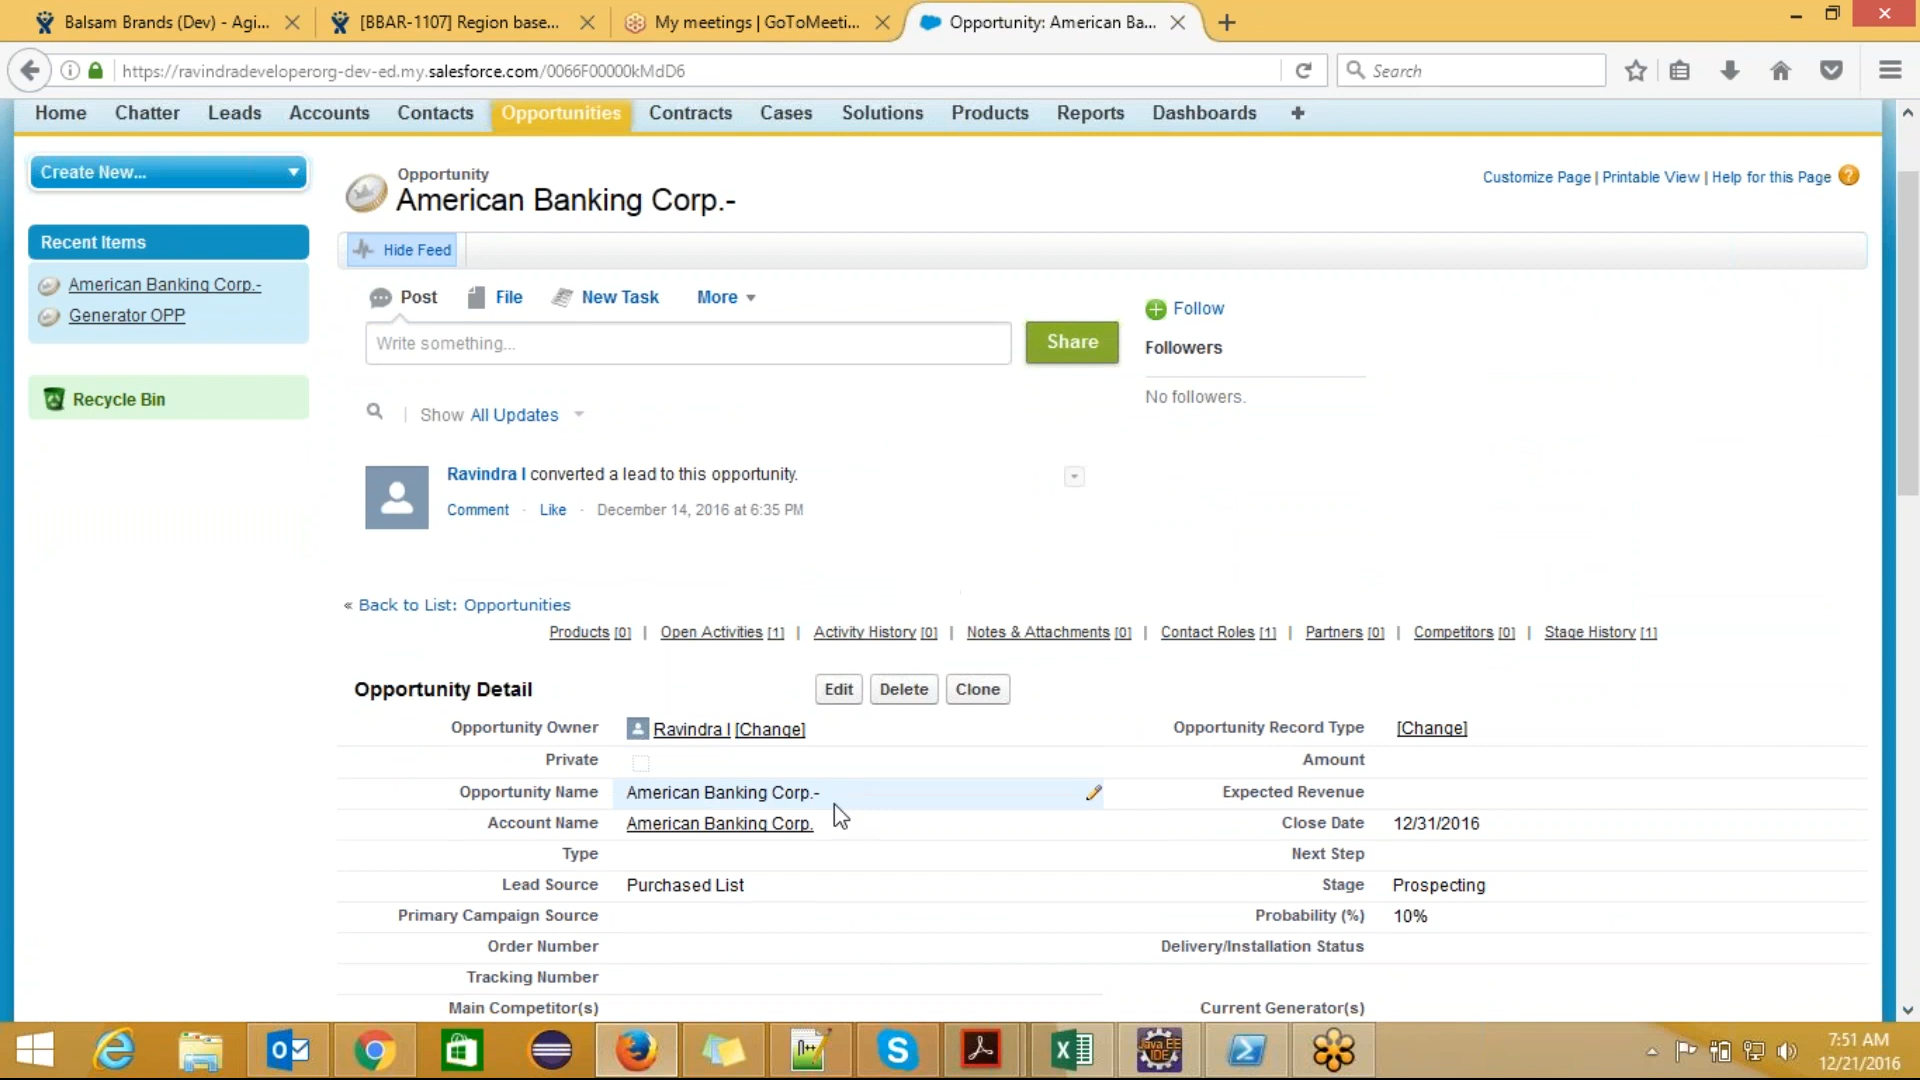 Balsam Brands (Dev) - Agi...
[BBAR-1107] Region base...
My meetings | GoToMeeti...
Opportunity: American Ba...
https://ravindradeveloperorg-dev-ed.my.salesforce.com/0066F00000kMdD6
Search
Home Chatter Leads Accounts Contacts Opportunities Contracts Cases Solutions Products Reports Dashboards +
Create New...
Recent Items
American Banking Corp.-
Generator OPP
Recycle Bin
Opportunity
American Banking Corp.-
Customize Page | Printable View | Help for this Page ?
Hide Feed
Post File New Task More
Write something...
Share
Follow
Followers
No followers.
Show All Updates
Ravindra I converted a lead to this opportunity.
Comment · Like · December 14, 2016 at 6:35 PM
« Back to List: Opportunities
Products [0] | Open Activities [1] | Activity History [0] | Notes & Attachments [0] | Contact Roles [1] | Partners [0] | Competitors [0] | Stage History [1]
Opportunity Detail
Edit Delete Clone
Opportunity Owner Ravindra I [Change] Opportunity Record Type [Change]
Private Amount
Opportunity Name American Banking Corp.- Expected Revenue
Account Name American Banking Corp. Close Date 12/31/2016
Type Next Step
Lead Source Purchased List Stage Prospecting
Primary Campaign Source Probability (%) 10%
Order Number Delivery/Installation Status
Tracking Number
Main Competitor(s) Current Generator(s)
Java EE
IDE
7:51 AM
12/21/2016